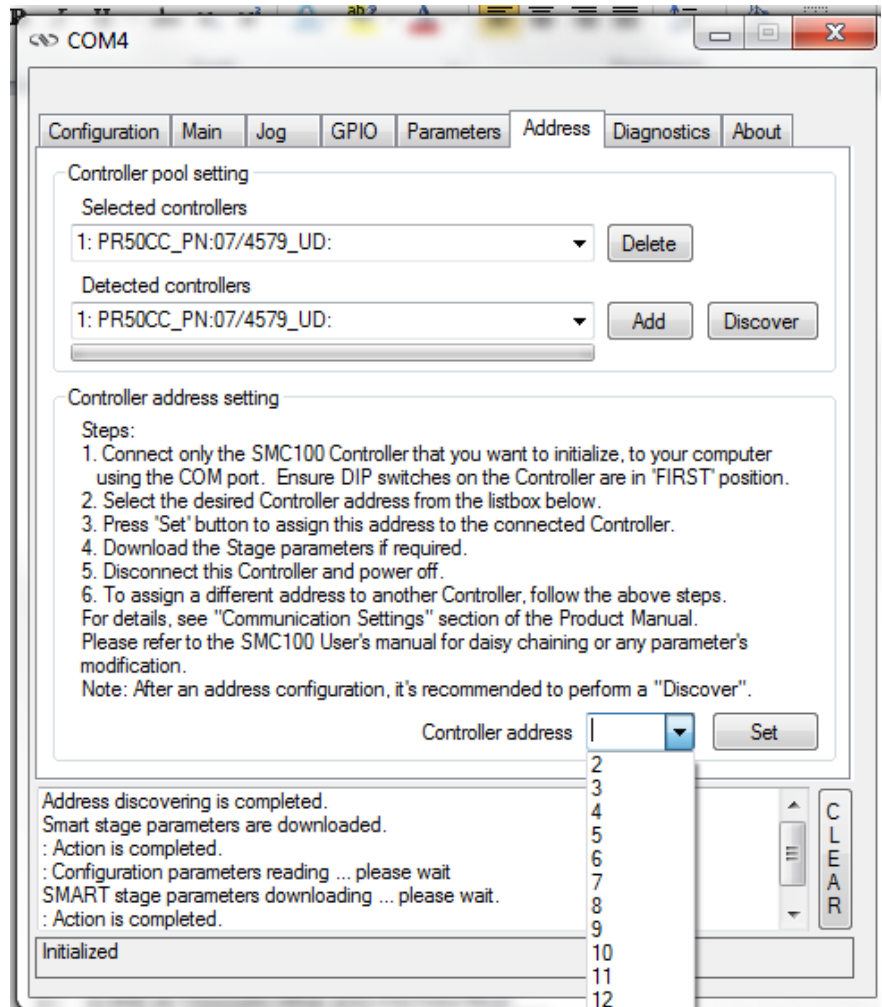 COM4
Configuration Main Jog GPIO Parameters Address Diagnostics About
Controller pool setting
Selected controllers
1: PR50CC_PN:07/4579_UD: Delete
Detected controllers
1: PR50CC_PN:07/4579_UD: Add Discover
Controller address setting
Steps:
1. Connect only the SMC100 Controller that you want to initialize, to your computer
using the COM port. Ensure DIP switches on the Controller are in 'FIRST' position.
2. Select the desired Controller address from the listbox below.
3. Press 'Set' button to assign this address to the connected Controller.
4. Download the Stage parameters if required.
5. Disconnect this Controller and power off.
6. To assign a different address to another Controller, follow the above steps.
For details, see "Communication Settings" section of the Product Manual.
Please refer to the SMC100 User's manual for daisy chaining or any parameter's
modification.
Note: After an address configuration, it's recommended to perform a "Discover".
Controller address Set
2
3
4
5
6
7
8
9
10
11
12
Address discovering is completed.
Smart stage parameters are downloaded.
: Action is completed.
: Configuration parameters reading ... please wait
SMART stage parameters downloading ... please wait.
: Action is completed.
CLEAR
Initialized